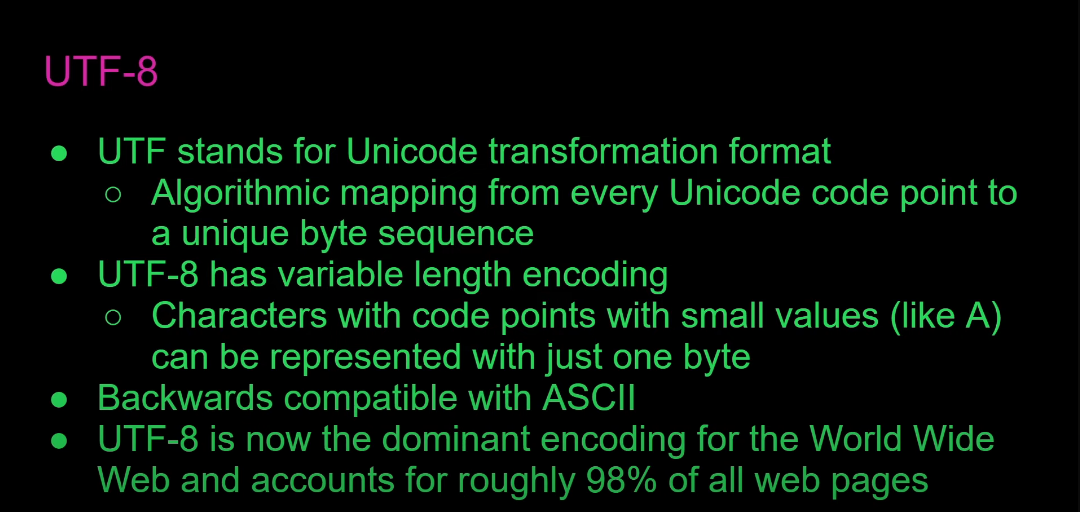 UTF-8
● UTF stands for Unicode transformation format
○ Algorithmic mapping from every Unicode code point to
a unique byte sequence
● UTF-8 has variable length encoding
○ Characters with code points with small values (like A)
can be represented with just one byte
● Backwards compatible with ASCII
● UTF-8 is now the dominant encoding for the World Wide
Web and accounts for roughly 98% of all web pages